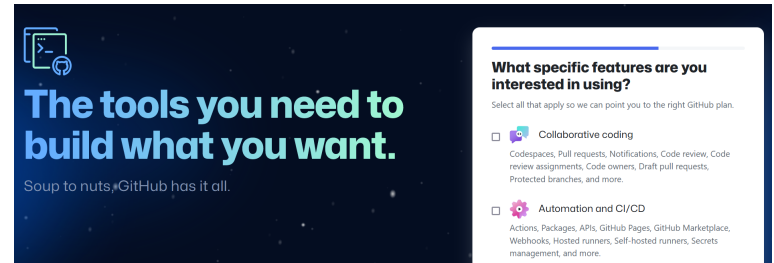 The tools you need to
build what you want.
Soup to nuts, GitHub has it all.
What specific features are you
interested in using?
Select all that apply so we can point you to the right GitHub plan.
Collaborative coding
Codespaces, Pull requests, Notifications, Code review, Code
review assignments, Code owners, Draft pull requests,
Protected branches, and more.
Automation and CI/CD
Actions, Packages, APIs, GitHub Pages, GitHub Marketplace,
Webhooks, Hosted runners, Self-hosted runners, Secrets
management, and more.